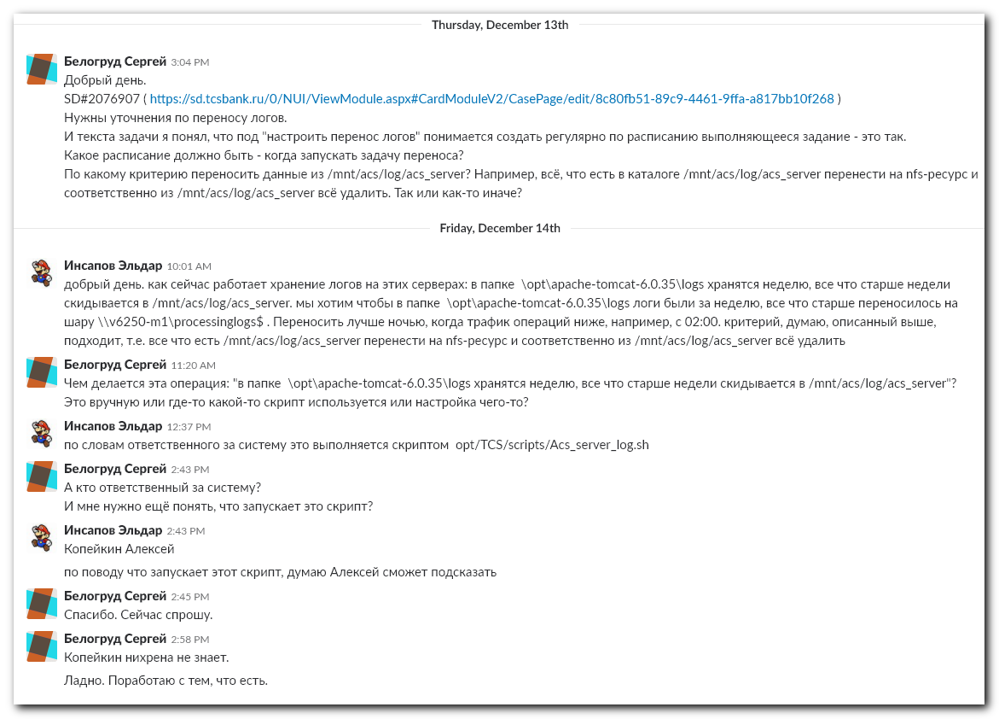 Thursday, December 13th
Белогруд Сергей 3:04 PM
Добрый день.
SD#2076907 ( https://sd.tcsbank.ru/0/NUI/ViewModule.aspx#CardModuleV2/CasePage/edit/8c80fb51-89c9-4461-9ffa-a817bb10f268 )
Нужны уточнения по переносу логов.
И текста задачи я понял, что под "настроить перенос логов" понимается создать регулярно по расписанию выполняющееся задание - это так.
Какое расписание должно быть - когда запускать задачу переноса?
По какому критерию переносить данные из /mnt/acs/log/acs_server? Например, всё, что есть в каталоге /mnt/acs/log/acs_server перенести на nfs-ресурс и
соответственно из /mnt/acs/log/acs_server всё удалить. Так или как-то иначе?
Friday, December 14th
Инсапов Эльдар 10:01 AM
добрый день. как сейчас работает хранение логов на этих серверах: в папке \opt\apache-tomcat-6.0.35\logs хранятся неделю, все что старше недели
скидывается в /mnt/acs/log/acs_server. мы хотим чтобы в папке \opt\apache-tomcat-6.0.35\logs логи были за неделю, все что старше переносилось на
шару \\v6250-m1\processinglogs$ . Переносить лучше ночью, когда трафик операций ниже, например, с 02:00. критерий, думаю, описанный выше,
подходит, т.е. все что есть /mnt/acs/log/acs_server перенести на nfs-ресурс и соответственно из /mnt/acs/log/acs_server всё удалить
Белогруд Сергей 11:20 AM
Чем делается эта операция: "в папке \opt\apache-tomcat-6.0.35\logs хранятся неделю, все что старше недели скидывается в /mnt/acs/log/acs_server"?
Это вручную или где-то какой-то скрипт используется или настройка чего-то?
Инсапов Эльдар 12:37 PM
по словам ответственного за систему это выполняется скриптом opt/TCS/scripts/Acs_server_log.sh
Белогруд Сергей 2:43 PM
А кто ответственный за систему?
И мне нужно ещё понять, что запускает это скрипт?
Инсапов Эльдар 2:43 PM
Копейкин Алексей
по поводу что запускает этот скрипт, думаю Алексей сможет подсказать
Белогруд Сергей 2:45 PM
Спасибо. Сейчас спрошу.
Белогруд Сергей 2:58 PM
Копейкин нихрена не знает.
Ладно. Поработаю с тем, что есть.